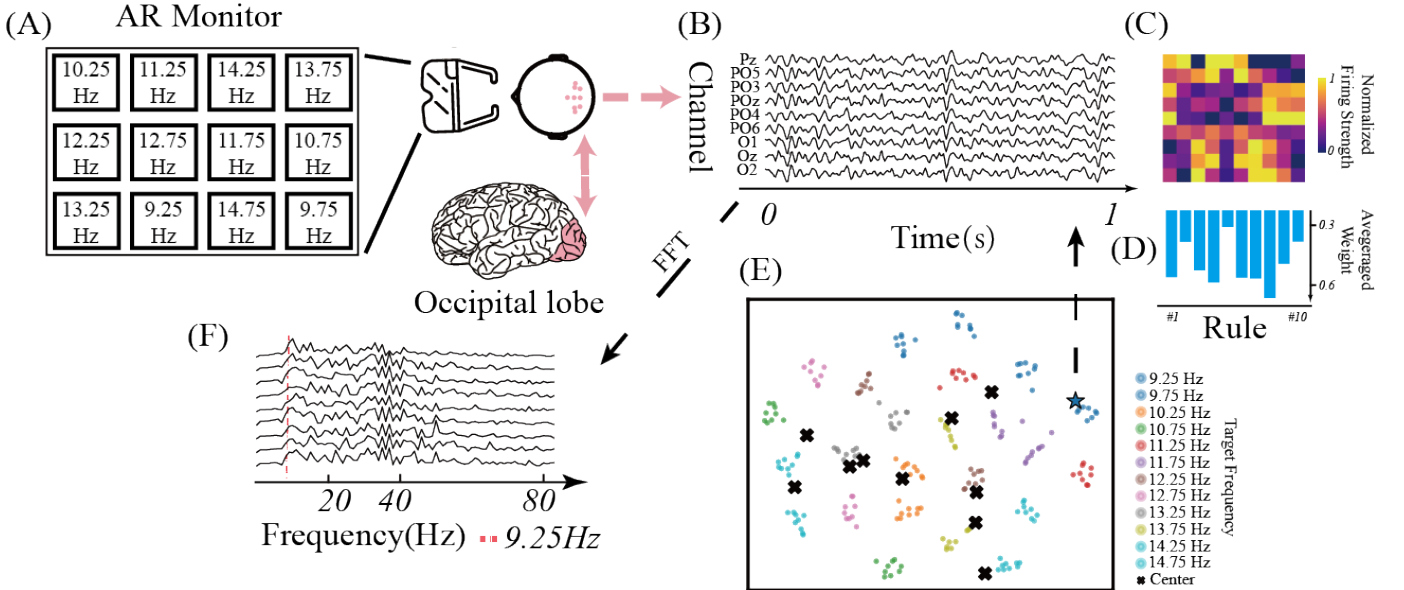 (A)
AR Monitor
10.25 Hz
11.25 Hz
14.25 Hz
13.75 Hz
12.25 Hz
12.75 Hz
11.75 Hz
10.75 Hz
13.25 Hz
9.25 Hz
14.75 Hz
9.75 Hz
Occipital lobe
(B)
Channel
Pz
PO5
PO3
POz
PO4
PO6
O1
Oz
O2
0
1
Time(s)
FFT
(C)
1
0
Normalized
Firing Strength
(D)
0.3
0.6
Avegeraged
Weight
#1
#10
Rule
(E)
9.25 Hz
9.75 Hz
10.25 Hz
10.75 Hz
11.25 Hz
11.75 Hz
12.25 Hz
12.75 Hz
13.25 Hz
13.75 Hz
14.25 Hz
14.75 Hz
Center
Target Frequency
(F)
20
40
80
Frequency(Hz)
9.25Hz